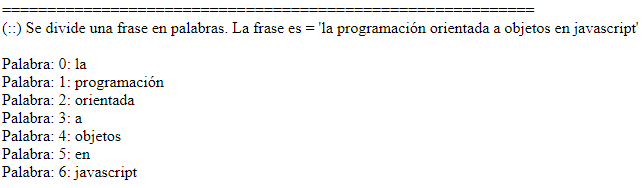 ===========================================================
(::) Se divide una frase en palabras. La frase es = 'la programación orientada a objetos en javascript'
Palabra: 0: la
Palabra: 1: programación
Palabra: 2: orientada
Palabra: 3: a
Palabra: 4: objetos
Palabra: 5: en
Palabra: 6: javascript